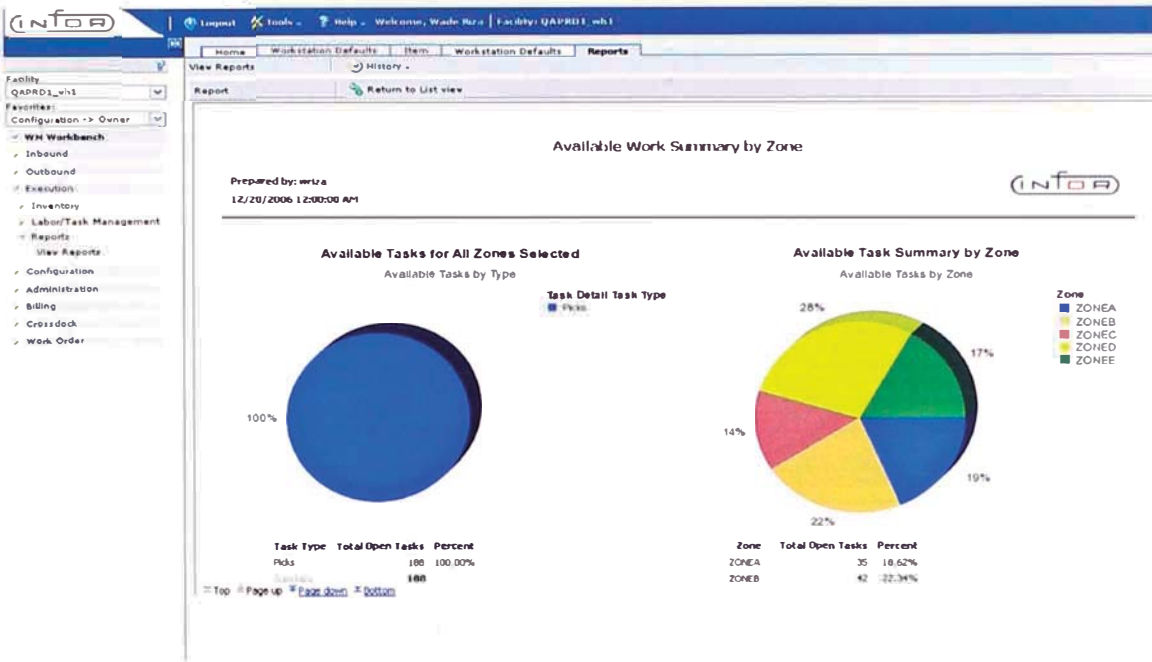 infor
Logout Tools Help Welcome, Wade Riza | Facility: QAPRD1_wh1
Home Workstation Defaults Item Workstation Defaults Reports
View Reports History
Report Return to List view
Facility
QAPRD1_wh1
Favorites:
Configuration -> Owner
WM Workbench
Inbound
Outbound
Execution
Inventory
Labor/Task Management
Reports
View Reports
Configuration
Administration
Billing
Crossdock
Work Order
Available Work Summary by Zone
Prepared by: wriza
12/20/2006 12:00:00 AM
infor
Available Tasks for All Zones Selected
Available Tasks by Type
Task Detail Task Type
Picks
100%
Task Type Total Open Tasks Percent
Picks 188 100.00%
188
Available Task Summary by Zone
Available Tasks by Zone
Zone
ZONEA
ZONEB
ZONEC
ZONED
ZONEE
28%
17%
14%
19%
22%
Zone Total Open Tasks Percent
ZONEA 35 18.62%
ZONEB 42 22.34%
Top Page up Page down Bottom